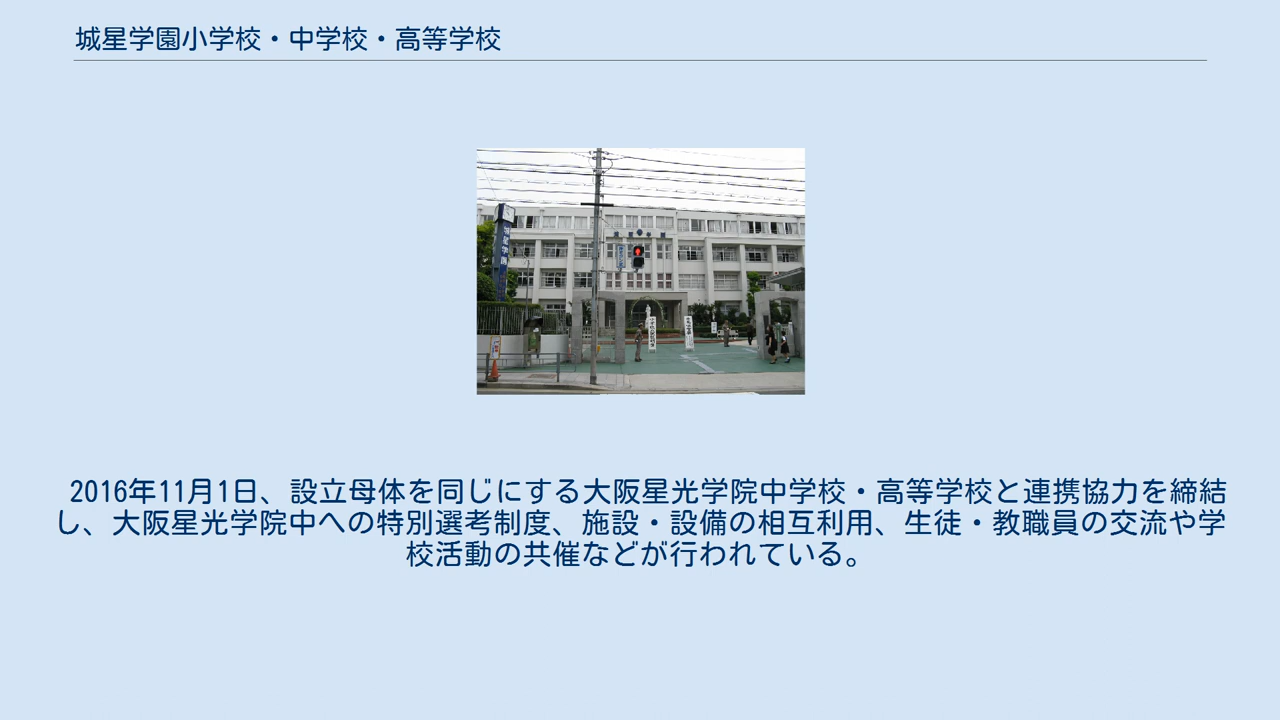 城星学園小学校・中学校・高等学校
城星学園
2016年11月1日、設立母体を同じにする大阪星光学院中学校・高等学校と連携協力を締結
し、大阪星光学院中への特別選考制度、施設・設備の相互利用、生徒・教職員の交流や学
校活動の共催などが行われている。